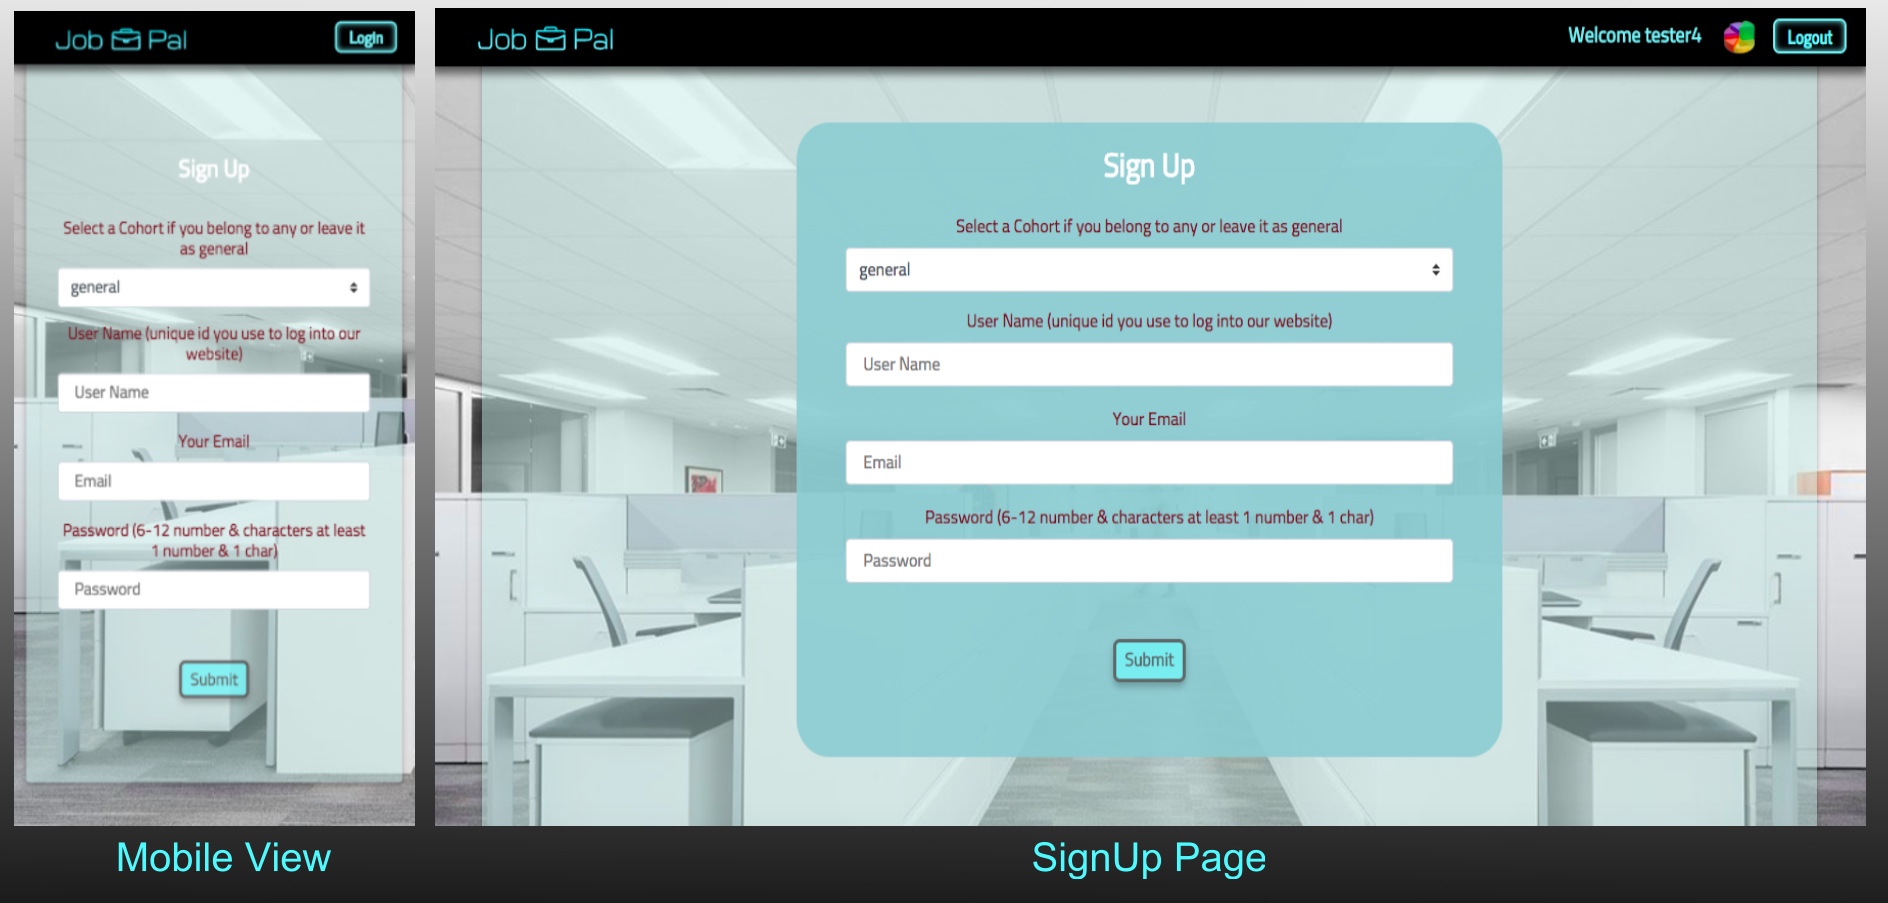 Job Pal
Login
Sign Up
Select a Cohort if you belong to any or leave it
as general
general
User Name (unique id you use to log into our
website)
User Name
Your Email
Email
Password (6-12 number & characters at least
1 number & 1 char)
Password
Submit
Mobile View
Job Pal
Welcome tester4
Logout
Sign Up
Select a Cohort if you belong to any or leave it as general
general
User Name (unique id you use to log into our website)
User Name
Your Email
Email
Password (6-12 number & characters at least 1 number & 1 char)
Password
Submit
SignUp Page